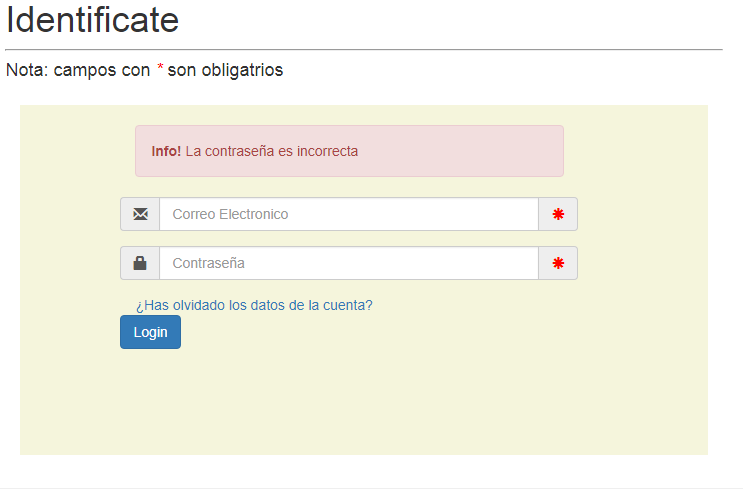 Identificate
Nota: campos con * son obligatrios
Info! La contraseña es incorrecta
Correo Electronico
Contraseña
¿Has olvidado los datos de la cuenta?
Login